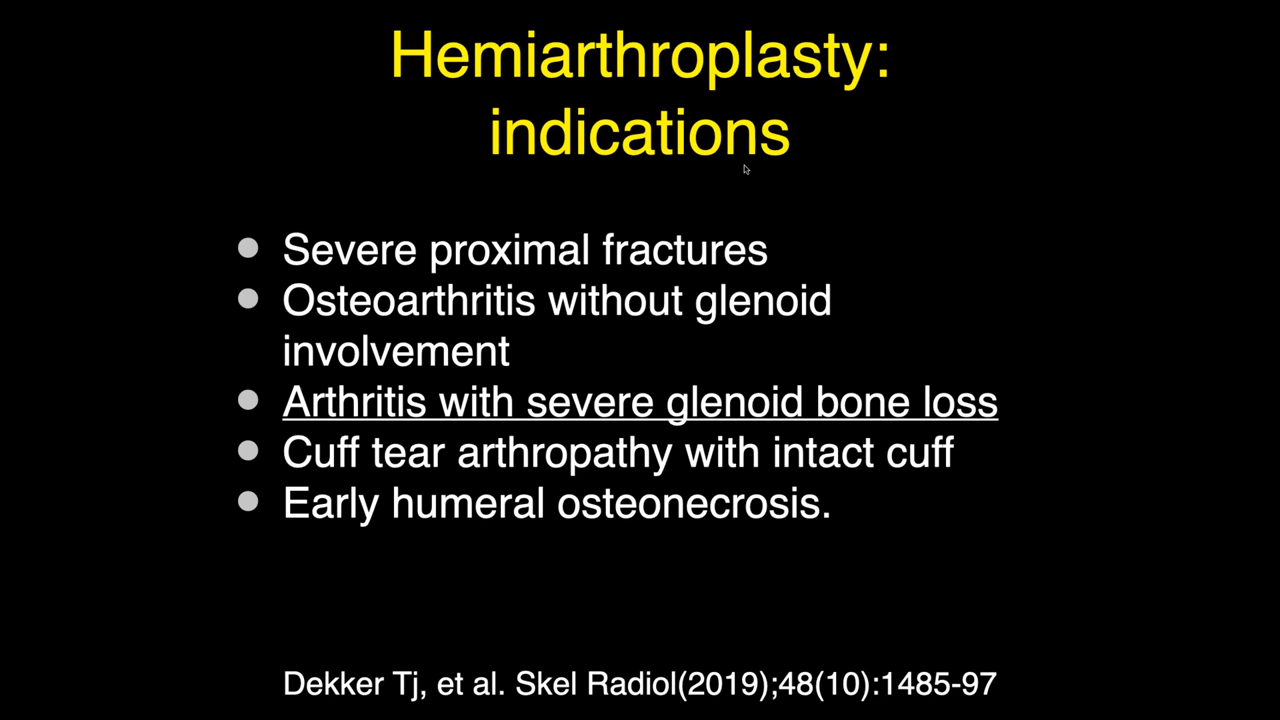 Hemiarthroplasty:
indications
Severe proximal fractures
Osteoarthritis without glenoid
involvement
Arthritis with severe glenoid bone loss
Cuff tear arthropathy with intact cuff
Early humeral osteonecrosis.
Dekker Tj, et al. Skel Radiol(2019);48(10):1485-97